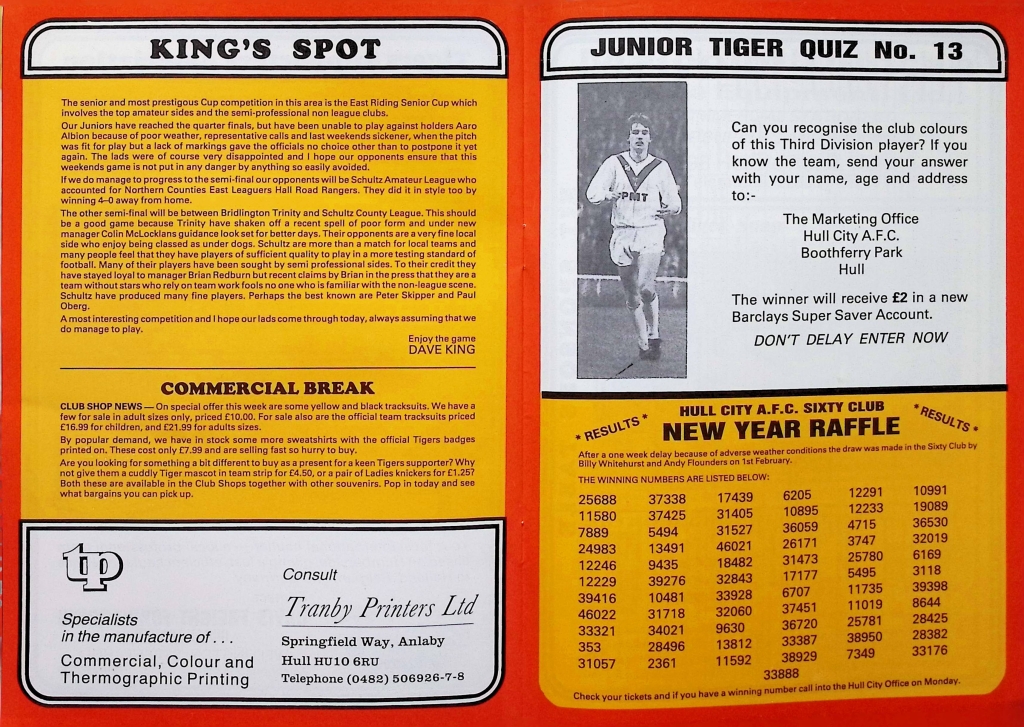 KING'S SPOT
The senior and most prestigous Cup competition in this area is the East Riding Senior Cup which
involves the top amateur sides and the semi-professional non league clubs.
Our Juniors have reached the quarter finals, but have been unable to play against holders Aaro
Albion because of poor weather, representative calls and last weekends sickener, when the pitch
was fit for play but a lack of markings gave the officials no choice other than to postpone it yet
again. The lads were of course very disappointed and I hope our opponents ensure that this
weekends game is not put in any danger by anything so easily avoided.
If we do manage to progress to the semi-final our opponents will be Schultz Amateur League who
accounted for Northern Counties East Leaguers Hall Road Rangers. They did it in style too by
winning 4–0 away from home.
The other semi-final will be between Bridlington Trinity and Schultz County League. This should
be a good game because Trinity have shaken off a recent spell of poor form and under new
manager Colin McLocklans guidance look set for better days. Their opponents are a very fine local
side who enjoy being classed as under dogs. Schultz are more than a match for local teams and
many people feel that they have players of sufficient quality to play in a more testing standard of
football. Many of their players have been sought by semi professional sides. To their credit they
have stayed loyal to manager Brian Redburn but recent claims by Brian in the press that they are a
team without stars who rely on team work fools no one who is familiar with the non-league scene.
Schultz have produced many fine players. Perhaps the best known are Peter Skipper and Paul
Oberg.
A most interesting competition and I hope our lads come through today, always assuming that we
do manage to play.
Enjoy the game
DAVE KING
COMMERCIAL BREAK
CLUB SHOP NEWS — On special offer this week are some yellow and black tracksuits. We have a
few for sale in adult sizes only, priced £10.00. For sale also are the official team tracksuits priced
£16.99 for children, and £21.99 for adults sizes.
By popular demand, we have in stock some more sweatshirts with the official Tigers badges
printed on. These cost only £7.99 and are selling fast so hurry to buy.
Are you looking for something a bit different to buy as a present for a keen Tigers supporter? Why
not give them a cuddly Tiger mascot in team strip for £4.50, or a pair of Ladies knickers for £1.25?
Both these are available in the Club Shops together with other souvenirs. Pop in today and see
what bargains you can pick up.
tp
Specialists
in the manufacture of . . .
Commercial, Colour and
Thermographic Printing
Consult
Tranby Printers Ltd
Springfield Way, Anlaby
Hull HU10 6RU
Telephone (0482) 506926-7-8
JUNIOR TIGER QUIZ No. 13
PMT
Can you recognise the club colours
of this Third Division player? If you
know the team, send your answer
with your name, age and address
to:-
The Marketing Office
Hull City A.F.C.
Boothferry Park
Hull
The winner will receive £2 in a new
Barclays Super Saver Account.
DON'T DELAY ENTER NOW
* RESULTS *
HULL CITY A.F.C. SIXTY CLUB
NEW YEAR RAFFLE
* RESULTS *
After a one week delay because of adverse weather conditions the draw was made in the Sixty Club by
Billy Whitehurst and Andy Flounders on 1st February.
THE WINNING NUMBERS ARE LISTED BELOW:
25688 37338 17439 6205 12291 10991
11580 37425 31405 10895 12233 19089
7889 5494 31527 36059 4715 36530
24983 13491 46021 26171 3747 32019
12246 9435 18482 31473 25780 6169
12229 39276 32843 17177 5495 3118
39416 10481 33928 6707 11735 39398
46022 31718 32060 37451 11019 8644
33321 34021 9630 36720 25781 28425
353 28496 13812 33387 38950 28382
31057 2361 11592 38929 7349 33176
33888
Check your tickets and if you have a winning number call into the Hull City Office on Monday.